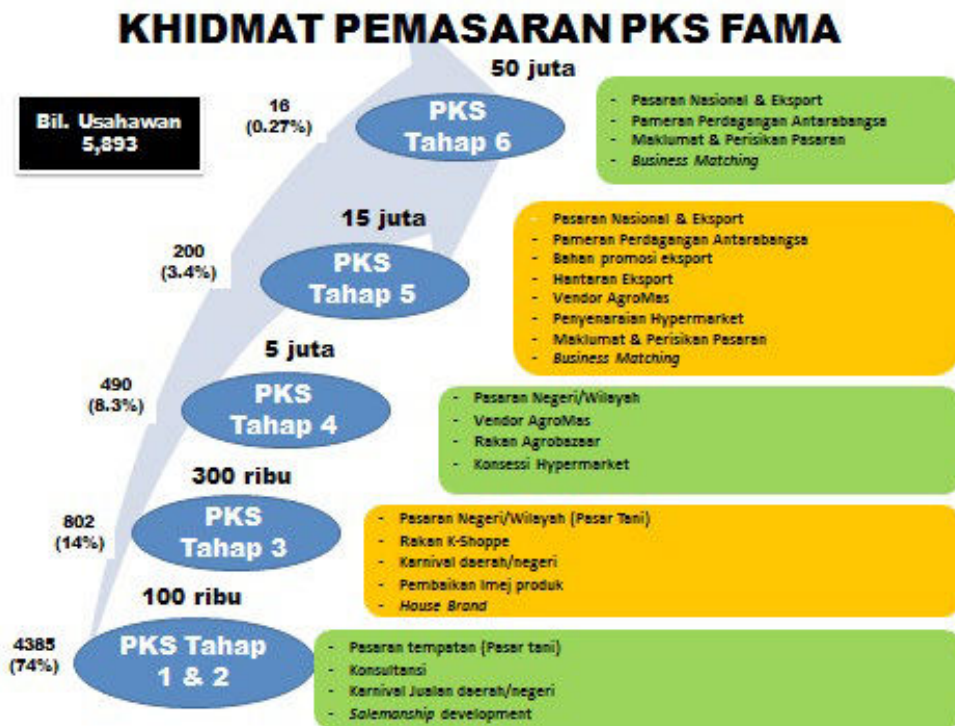 KHIDMAT PEMASARAN PKS FAMA
Bil. Usahawan
5,893
50 juta
16
(0.27%)
PKS
Tahap 6
- Pasaran Nasional & Eksport
- Pameran Perdagangan Antarabangsa
- Maklumat & Perisikan Pasaran
- Business Matching
15 juta
200
(3.4%)
PKS
Tahap 5
- Pasaran Nasional & Eksport
- Pameran Perdagangan Antarabangsa
- Bahan promosi eksport
- Hantaran Eksport
- Vendor AgroMas
- Penyenaraian Hypermarket
- Maklumat & Perisikan Pasaran
- Business Matching
5 juta
490
(8.3%)
PKS
Tahap 4
- Pasaran Negeri/Wilayah
- Vendor AgroMas
- Rakan Agrobazaar
- Konsessi Hypermarket
300 ribu
802
(14%)
PKS
Tahap 3
- Pasaran Negeri/Wilayah (Pasar Tani)
- Rakan K-Shoppe
- Karnival daerah/negeri
- Pembaikan Imej produk
- House Brand
100 ribu
4385
(74%)
PKS Tahap
1 & 2
- Pasaran tempatan (Pasar tani)
- Konsultansi
- Karnival Jualan daerah/negeri
- Salemanship development